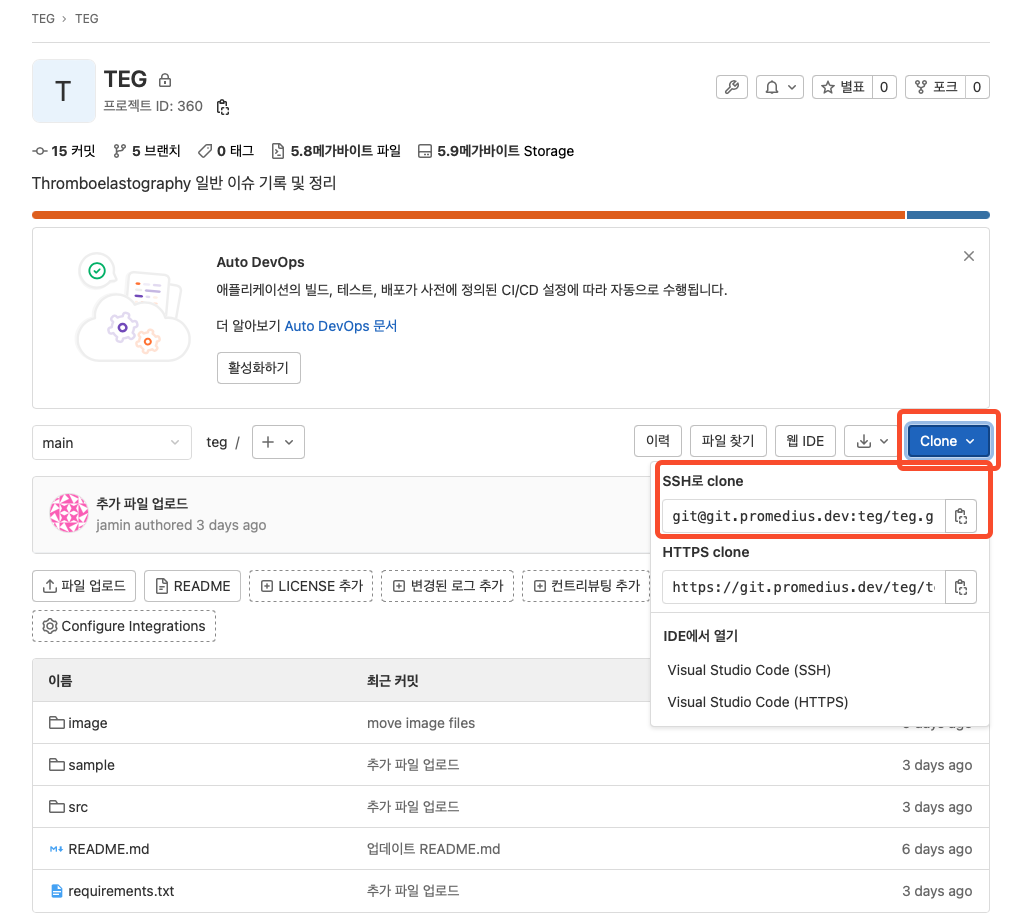 TEG › TEG
T
TEG
프로젝트 ID: 360
별표 0
포크 0
15 커밋 5 브랜치 0 태그 5.8메가바이트 파일 5.9메가바이트 Storage
Thromboelastography 일반 이슈 기록 및 정리
Auto DevOps
애플리케이션의 빌드, 테스트, 배포가 사전에 정의된 CI/CD 설정에 따라 자동으로 수행됩니다.
더 알아보기 Auto DevOps 문서
활성화하기
main teg / 이력 파일 찾기 웹 IDE Clone
SSH로 clone
git@git.promedius.dev:teg/teg.g
HTTPS clone
https://git.promedius.dev/teg/t
IDE에서 열기
Visual Studio Code (SSH)
Visual Studio Code (HTTPS)
추가 파일 업로드
jamin authored 3 days ago
파일 업로드 README LICENSE 추가 변경된 로그 추가 컨트리뷰팅 추가
Configure Integrations
이름 최근 커밋
image move image files
sample 추가 파일 업로드 3 days ago
src 추가 파일 업로드 3 days ago
README.md 업데이트 README.md 6 days ago
requirements.txt 추가 파일 업로드 3 days ago